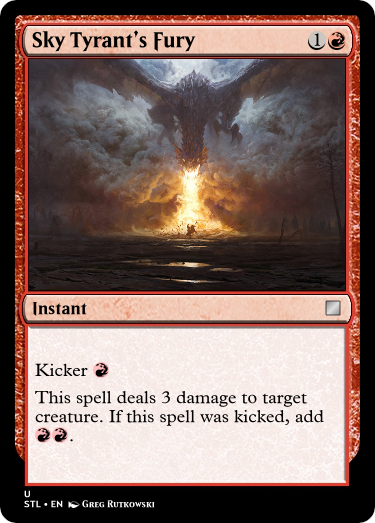 Sky Tyrant's Fury 1
Instant
Kicker
This spell deals 3 damage to target
creature. If this spell was kicked, add
.
U
STL • EN Greg Rutkowski